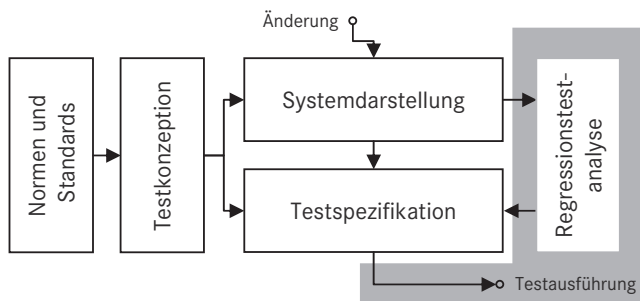 Änderung
Normen und
Standards
Testkonzeption
Systemdarstellung
Testspezifikation
Regressionstest-
analyse
Testausführung